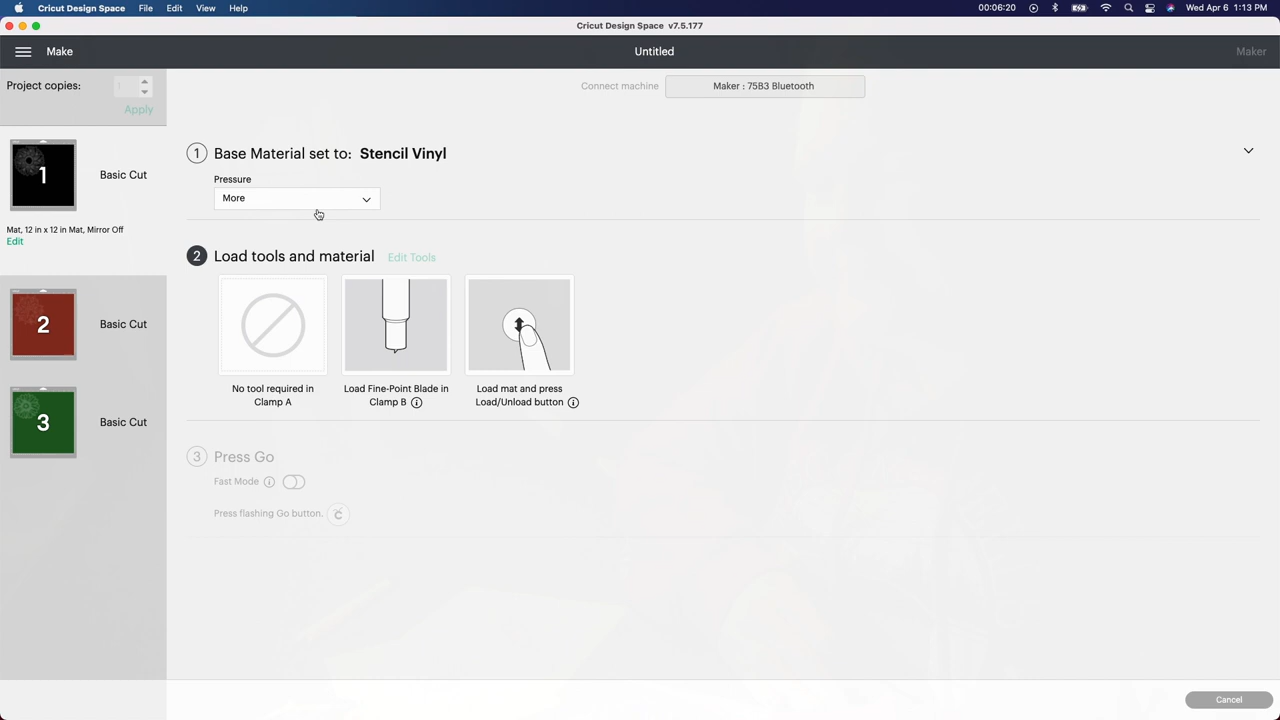 Cricut Design Space File Edit View Help 00:06:20 Wed Apr 6 1:13 PM
Cricut Design Space v7.5.177
Make Untitled Maker
Project copies: 1
Apply
Connect machine Maker : 75B3 Bluetooth
1 Basic Cut
Mat, 12 in x 12 in Mat, Mirror Off
Edit
2 Basic Cut
3 Basic Cut
1 Base Material set to: Stencil Vinyl
Pressure
More
2 Load tools and material Edit Tools
No tool required in
Clamp A
Load Fine-Point Blade in
Clamp B
Load mat and press
Load/Unload button
3 Press Go
Fast Mode
Press flashing Go button.
Cancel